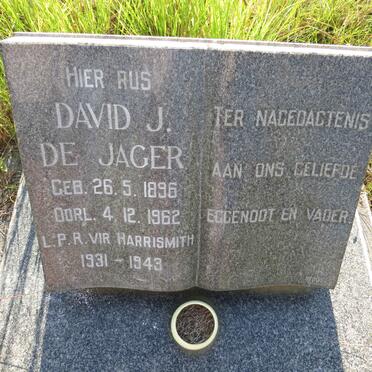 HIER RUS
DAVID J.
DE JAGER
GEB. 26.5.1896
OORL. 4.12.1962
L.P.R. VIR HARRISMITH
1931 - 1943
TER NAGEDAGTENIS
AAN ONS GELIEFDE
EGGENOOT EN VADER.